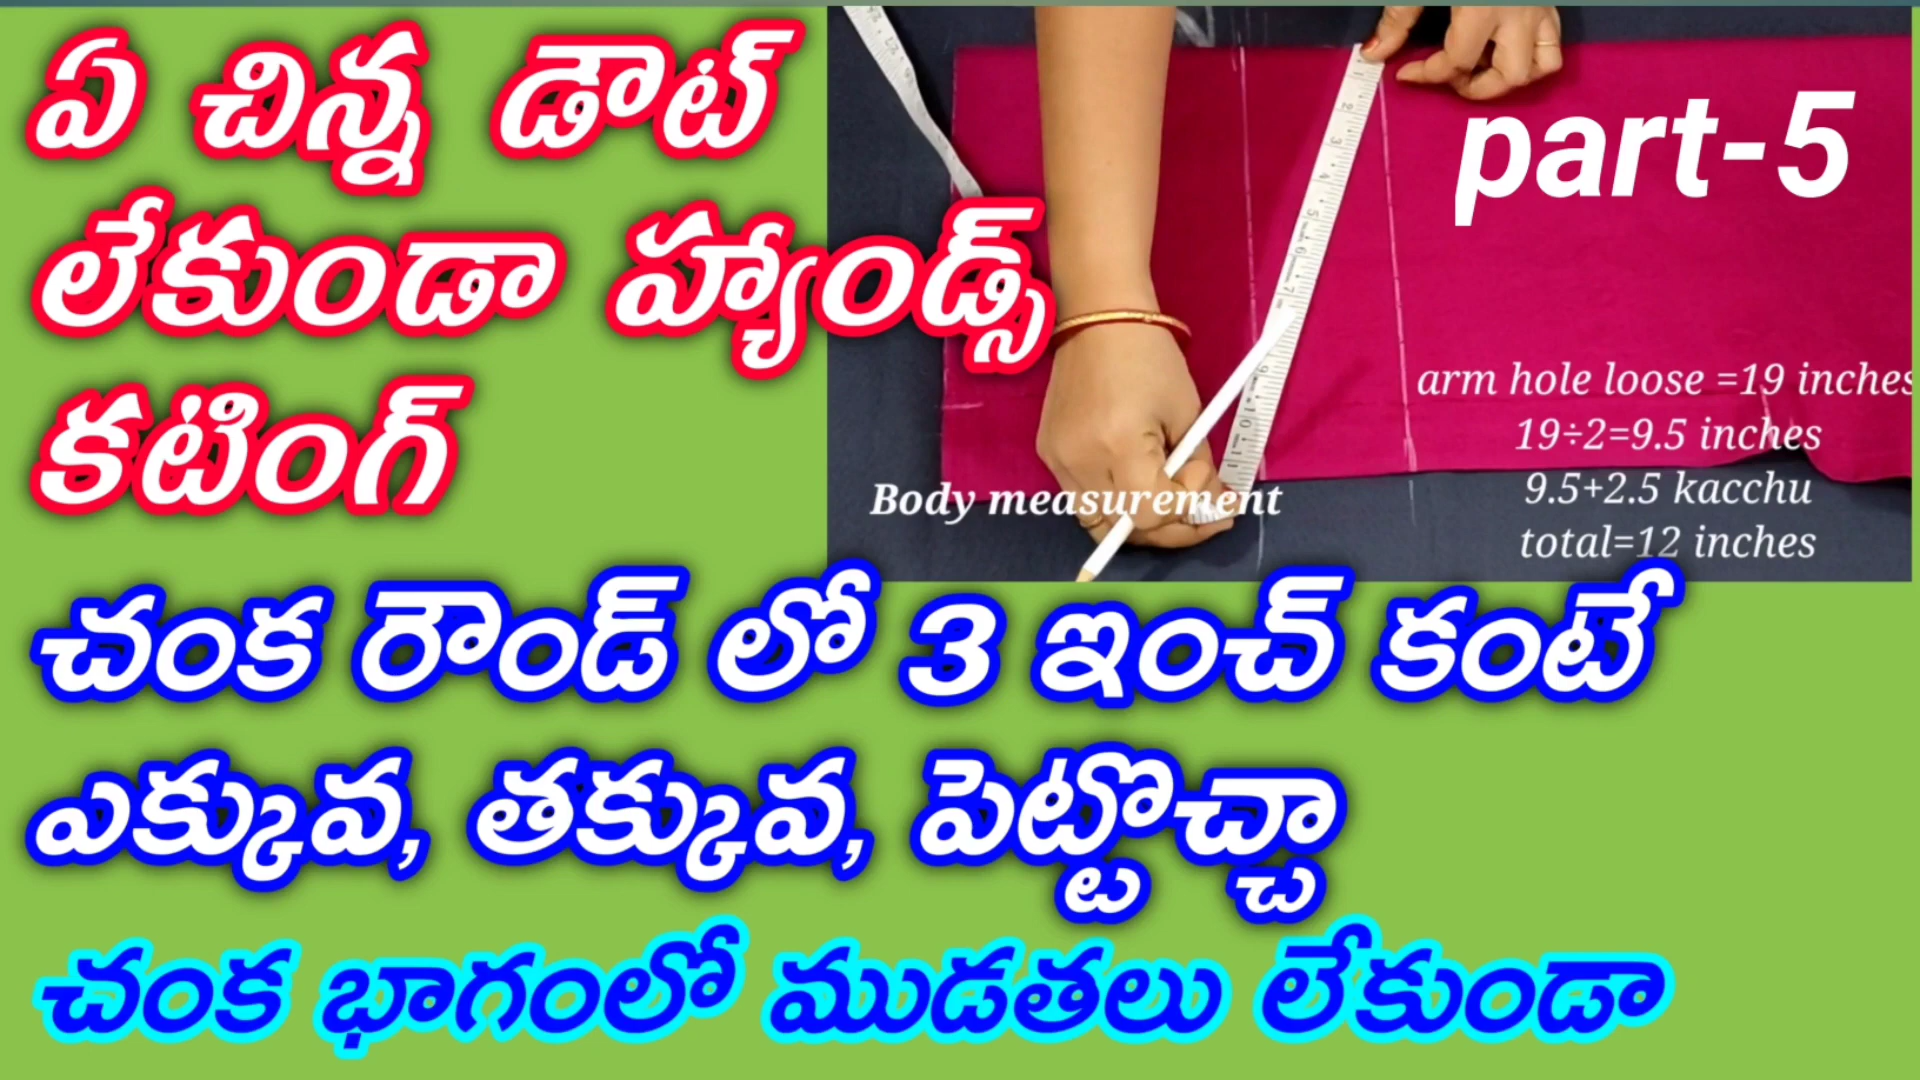 ఏ చిన్న డౌట్
లేకుండా హ్యాండ్స్
కటింగ్
part-5
arm hole loose =19 inches
19÷2=9.5 inches
9.5+2.5 kacchu
total=12 inches
Body measurement
చంక రౌండ్ లో 3 ఇంచ్ కంటే
ఎక్కువ, తక్కువ, పెట్టొచ్చా
చంక భాగంలో ముడతలు లేకుండా